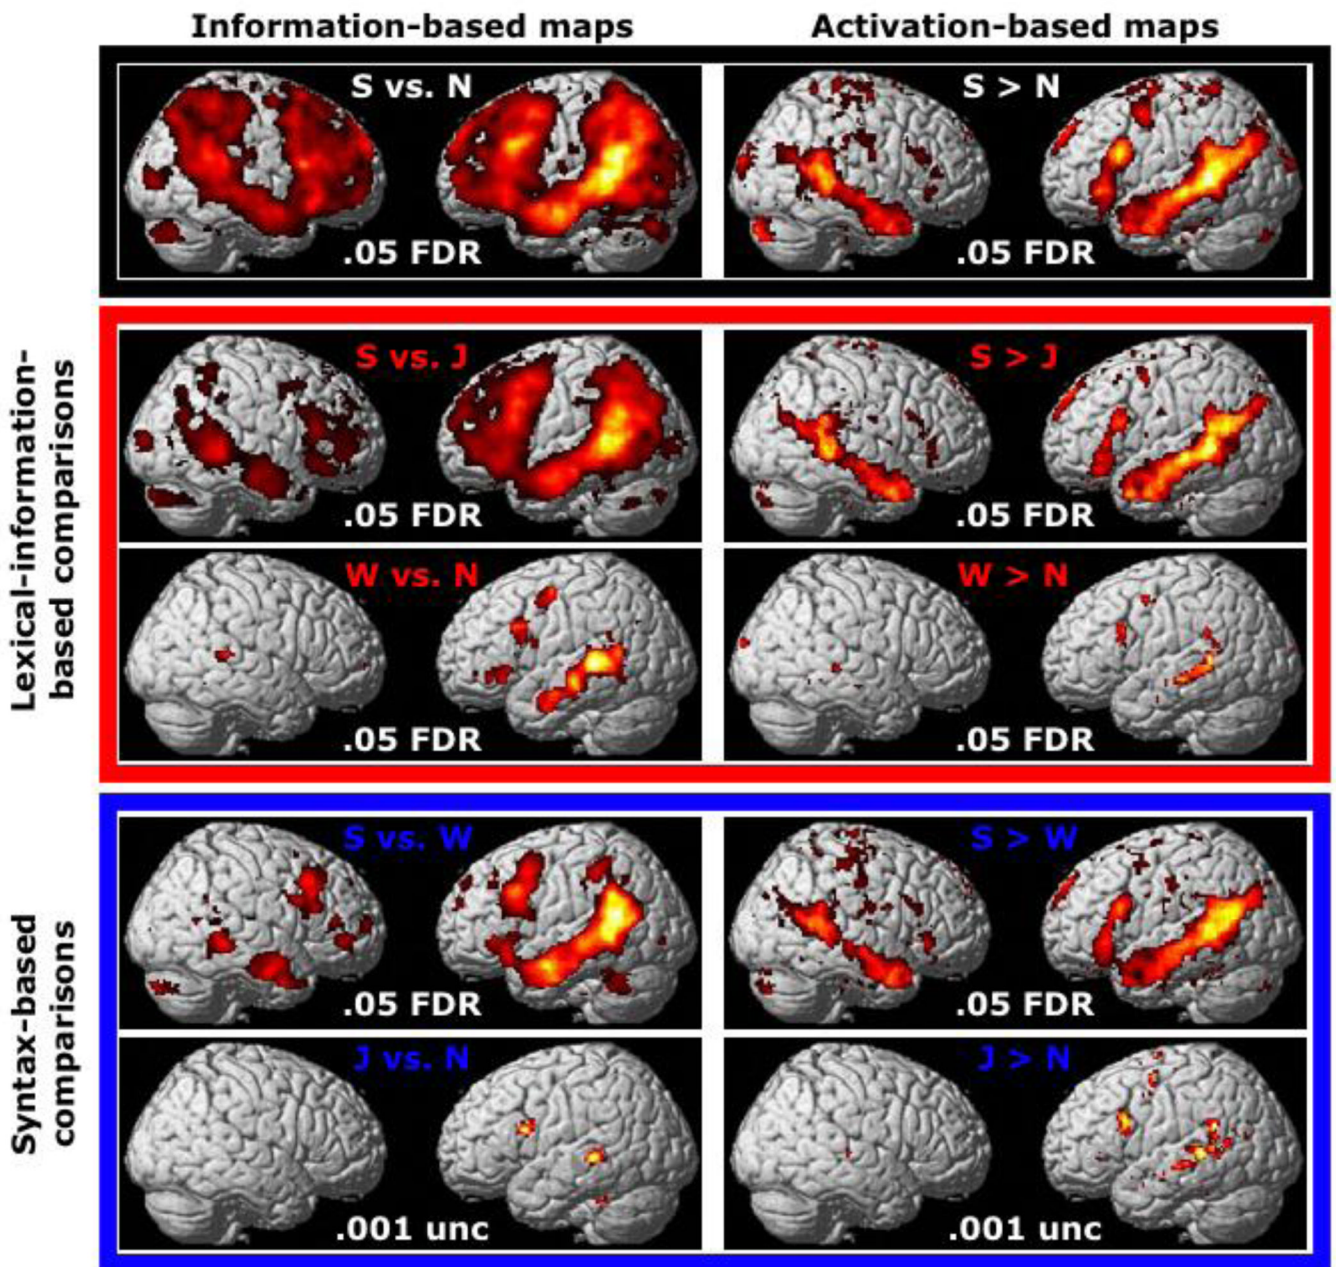 Information-based maps
Activation-based maps
S vs. N
.05 FDR
S > N
.05 FDR
Lexical-information-
based comparisons
S vs. J
.05 FDR
S > J
.05 FDR
W vs. N
.05 FDR
W > N
.05 FDR
Syntax-based
comparisons
S vs. W
.05 FDR
S > W
.05 FDR
J vs. N
.001 unc
J > N
.001 unc